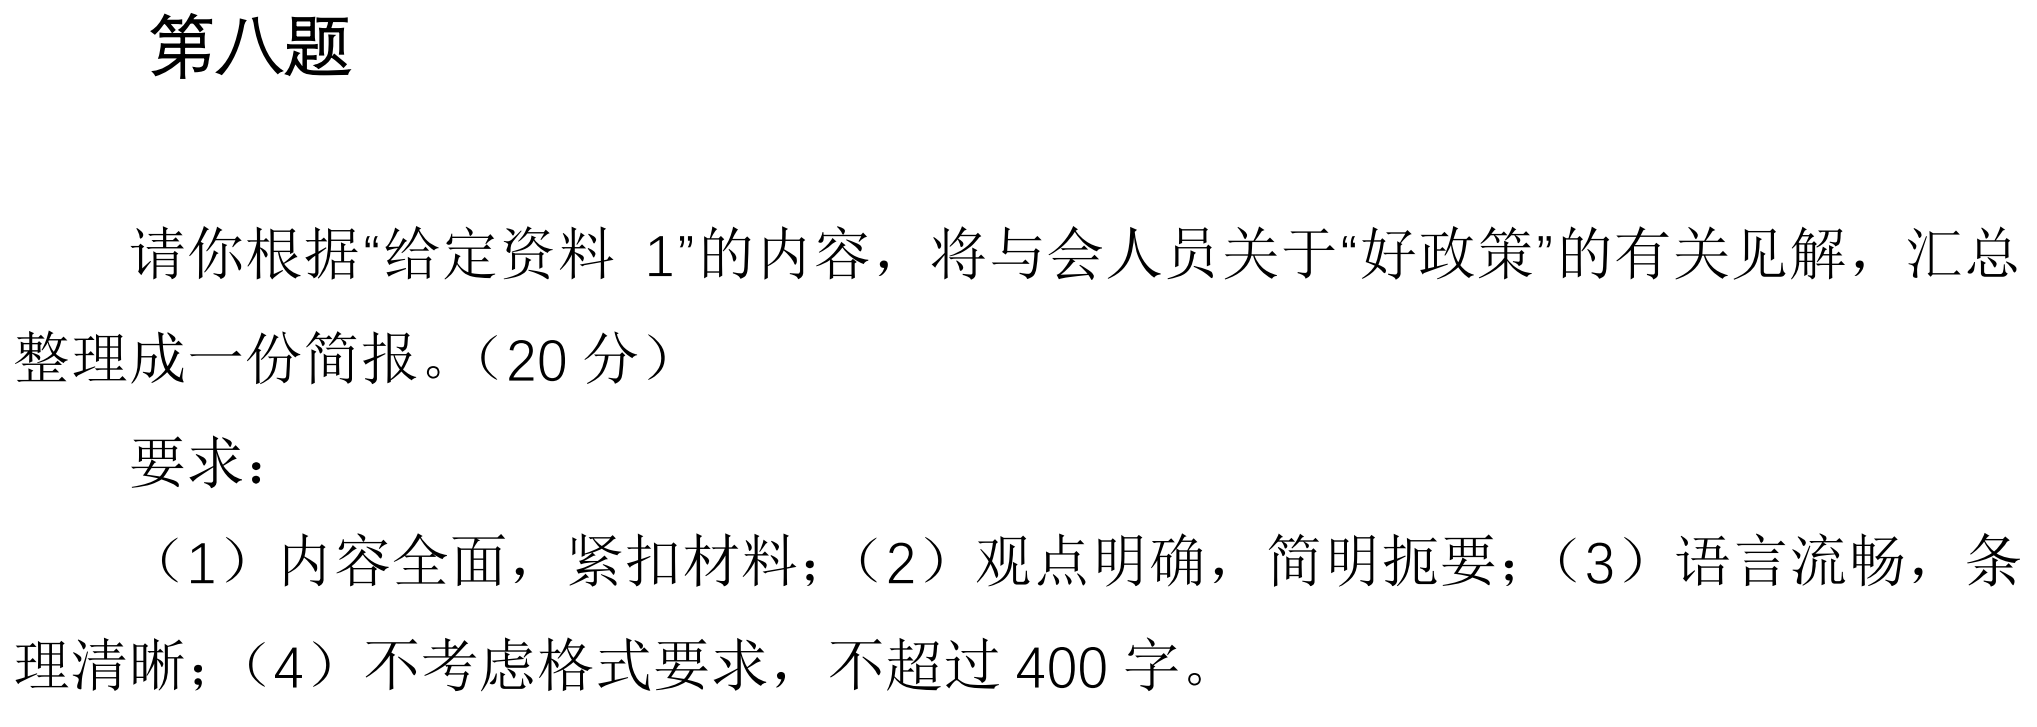 第八题
请你根据“给定资料 1”的内容，将与会人员关于“好政策”的有关见解，汇总
整理成一份简报。（20 分）
要求：
（1）内容全面，紧扣材料；（2）观点明确，简明扼要；（3）语言流畅，条
理清晰；（4）不考虑格式要求，不超过 400 字。